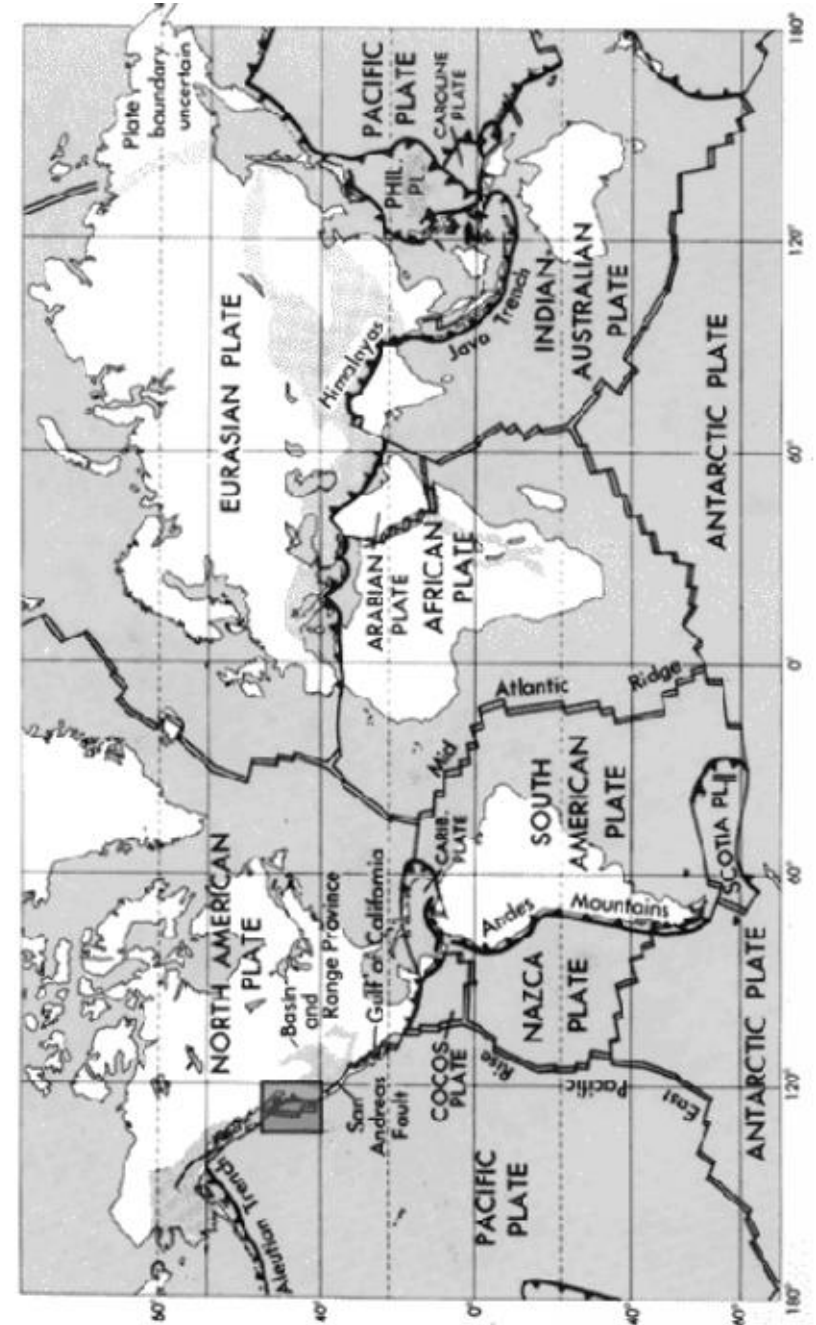 Plate
boundary
uncertain
PACIFIC
PLATE
CAROLINE
PLATE
PHIL.
PL.
EURASIAN PLATE
Himalayas
Java Trench
INDIAN
AUSTRALIAN
PLATE
ARABIAN
PLATE
AFRICAN
PLATE
ANTARCTIC PLATE
NORTH AMERICAN
PLATE
Basin
and
Range Province
Gulf of California
San
Andreas
Fault
Aleutian Trench
CARIB. PLATE
Mid
Atlantic
Ridge
SOUTH
AMERICAN
PLATE
Andes
Mountains
SCOTIA PL.
COCOS
PLATE
NAZCA
PLATE
East
Pacific
Rise
PACIFIC
PLATE
ANTARCTIC PLATE
180°
120°
60°
0°
60°
120°
180°
60°
40°
0°
40°
60°